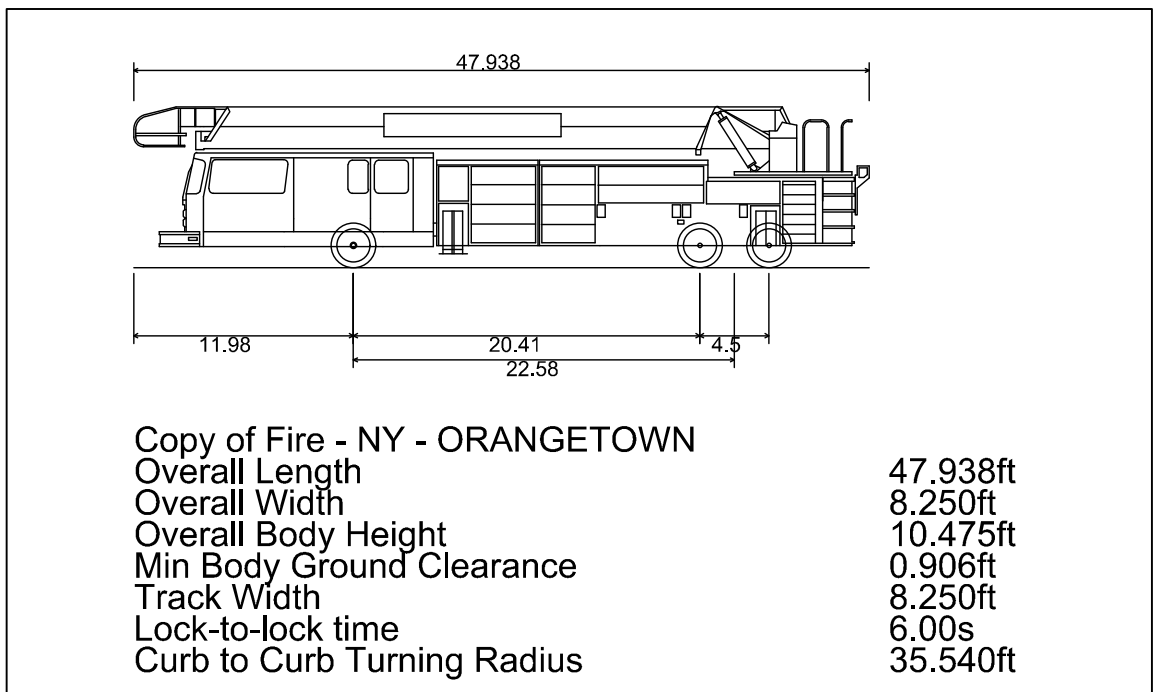 47.938
11.98 20.41 4.5
22.58
Copy of Fire - NY - ORANGETOWN
Overall Length 47.938ft
Overall Width 8.250ft
Overall Body Height 10.475ft
Min Body Ground Clearance 0.906ft
Track Width 8.250ft
Lock-to-lock time 6.00s
Curb to Curb Turning Radius 35.540ft